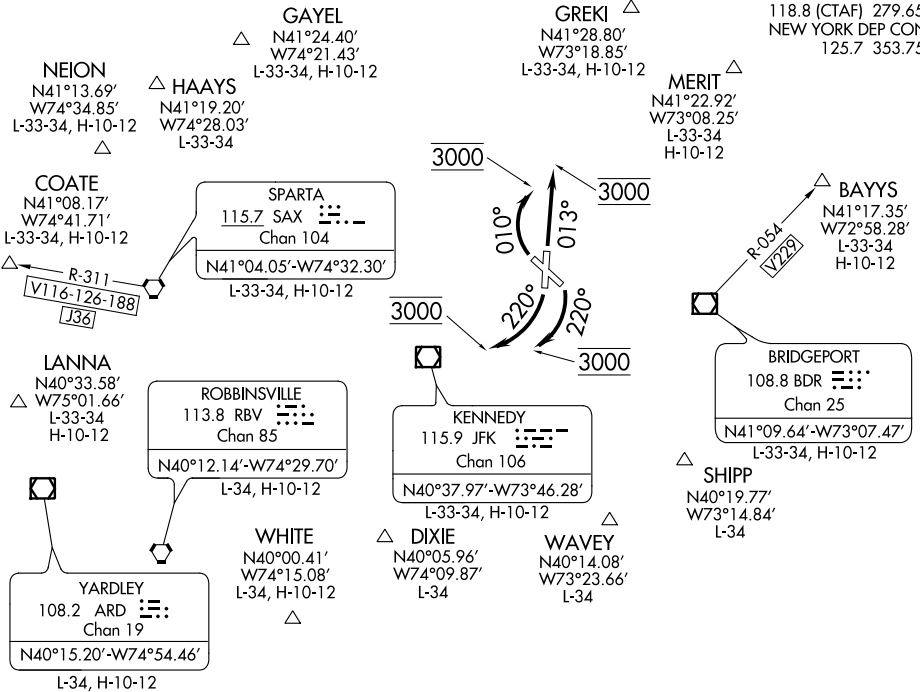 118.8 (CTAF) 279.65
NEW YORK DEP CON
125.7 353.75
GAYEL
N41°24.40′
W74°21.43′
L-33-34, H-10-12
GREKI
N41°28.80′
W73°18.85′
L-33-34, H-10-12
NEION
N41°13.69′
W74°34.85′
L-33-34, H-10-12
HAAYS
N41°19.20′
W74°28.03′
L-33-34
MERIT
N41°22.92′
W73°08.25′
L-33-34
H-10-12
COATE
N41°08.17′
W74°41.71′
L-33-34, H-10-12
R-311
V116-126-188
J36
SPARTA
115.7 SAX
Chan 104
N41°04.05′-W74°32.30′
L-33-34, H-10-12
3000
3000
010°
013°
220°
220°
3000
3000
BAYYS
N41°17.35′
W72°58.28′
L-33-34
H-10-12
R-054
V229
BRIDGEPORT
108.8 BDR
Chan 25
N41°09.64′-W73°07.47′
L-33-34, H-10-12
LANNA
N40°33.58′
W75°01.66′
L-33-34
H-10-12
ROBBINSVILLE
113.8 RBV
Chan 85
N40°12.14′-W74°29.70′
L-34, H-10-12
KENNEDY
115.9 JFK
Chan 106
N40°37.97′-W73°46.28′
L-33-34, H-10-12
SHIPP
N40°19.77′
W73°14.84′
L-34
YARDLEY
108.2 ARD
Chan 19
N40°15.20′-W74°54.46′
L-34, H-10-12
WHITE
N40°00.41′
W74°15.08′
L-34, H-10-12
DIXIE
N40°05.96′
W74°09.87′
L-34
WAVEY
N40°14.08′
W73°23.66′
L-34